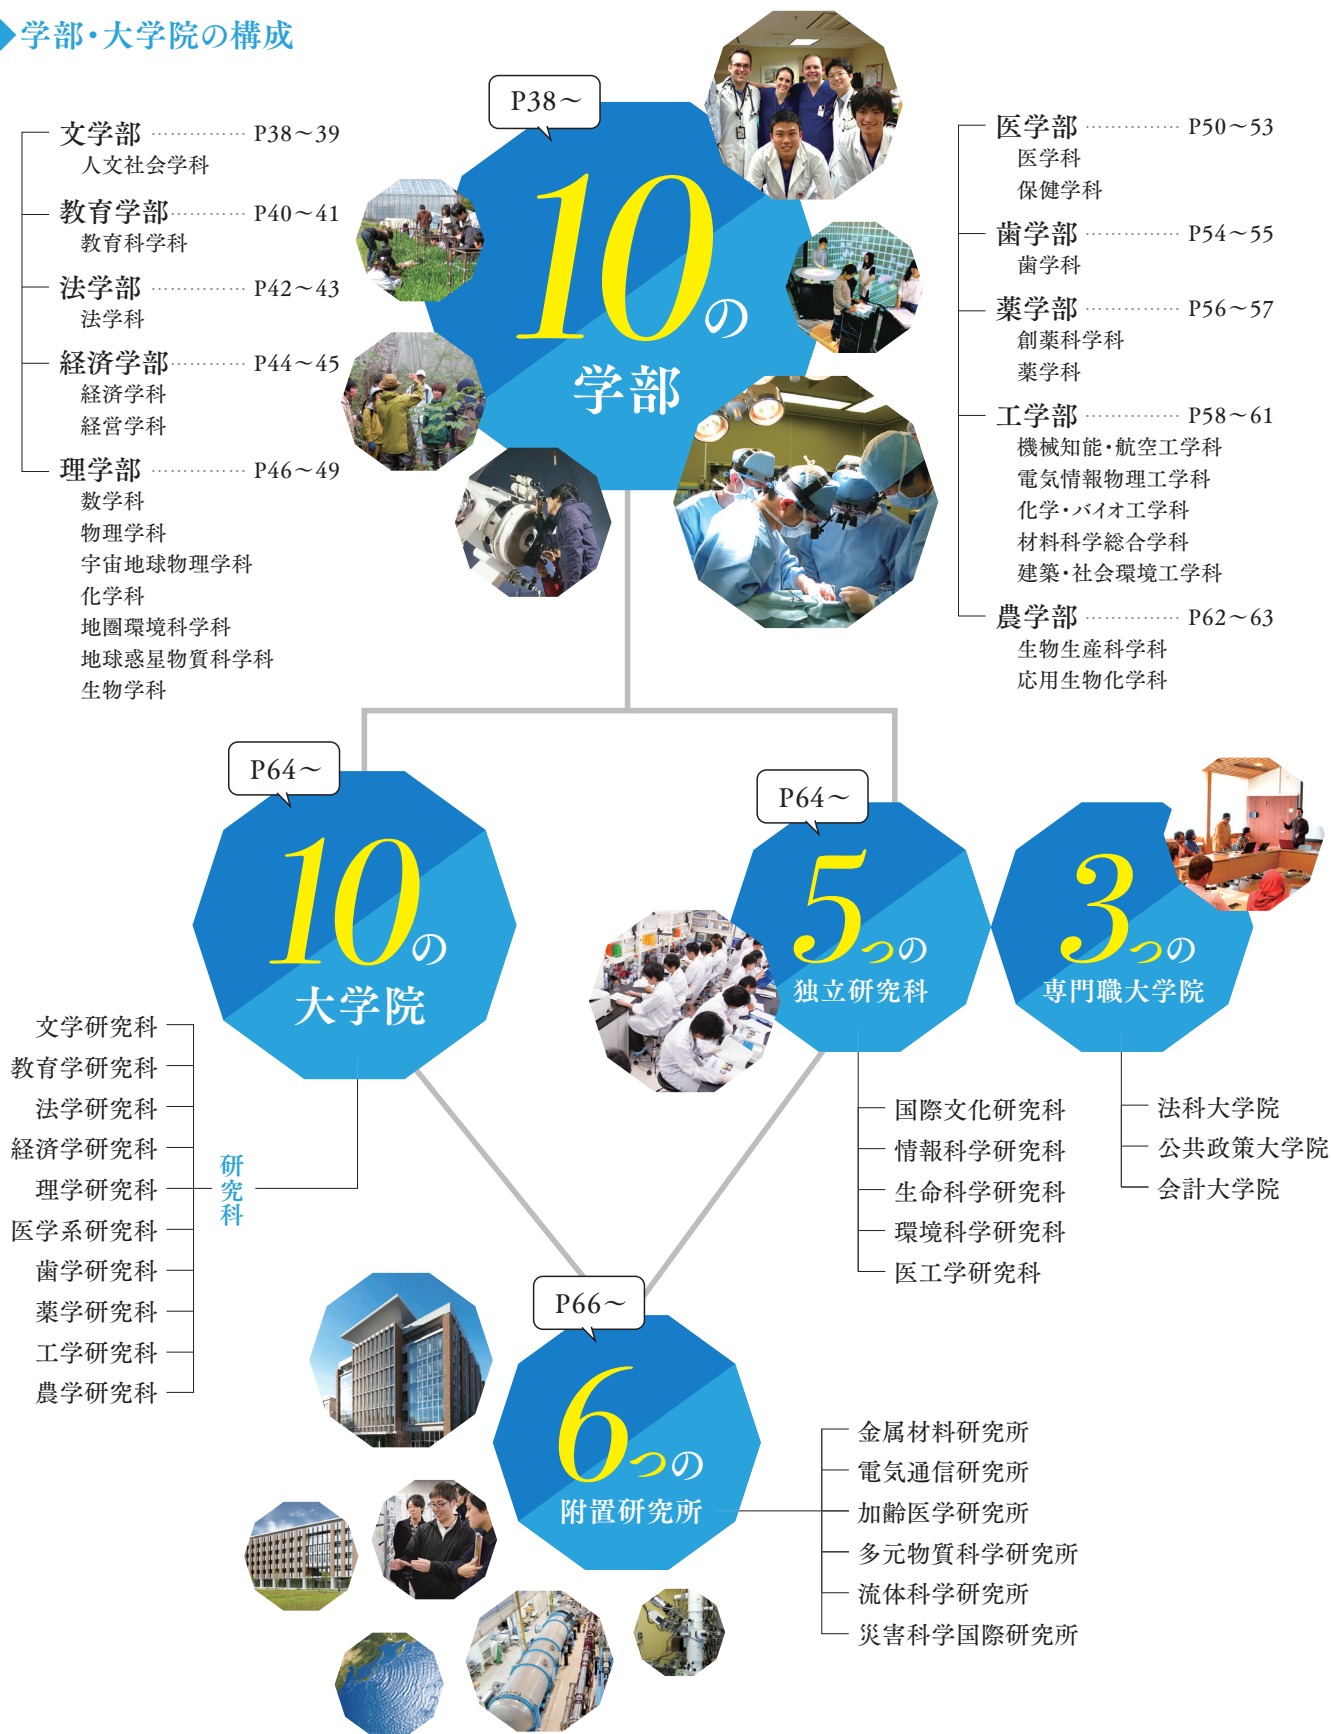 学部・大学院の構成
P38～
10の
学部
文学部 P38～39
人文社会学科
教育学部 P40～41
教育科学科
法学部 P42～43
法学科
経済学部 P44～45
経済学科
経営学科
理学部 P46～49
数学科
物理学科
宇宙地球物理学科
化学科
地圏環境科学科
地球惑星物質科学科
生物学科
医学部 P50～53
医学科
保健学科
歯学部 P54～55
歯学科
薬学部 P56～57
創薬科学科
薬学科
工学部 P58～61
機械知能・航空工学科
電気情報物理工学科
化学・バイオ工学科
材料科学総合学科
建築・社会環境工学科
農学部 P62～63
生物生産科学科
応用生物化学科
P64～
10の
大学院
研究科
文学研究科
教育学研究科
法学研究科
経済学研究科
理学研究科
医学系研究科
歯学研究科
薬学研究科
工学研究科
農学研究科
P64～
5つの
独立研究科
国際文化研究科
情報科学研究科
生命科学研究科
環境科学研究科
医工学研究科
3つの
専門職大学院
法科大学院
公共政策大学院
会計大学院
P66～
6つの
附置研究所
金属材料研究所
電気通信研究所
加齢医学研究所
多元物質科学研究所
流体科学研究所
災害科学国際研究所